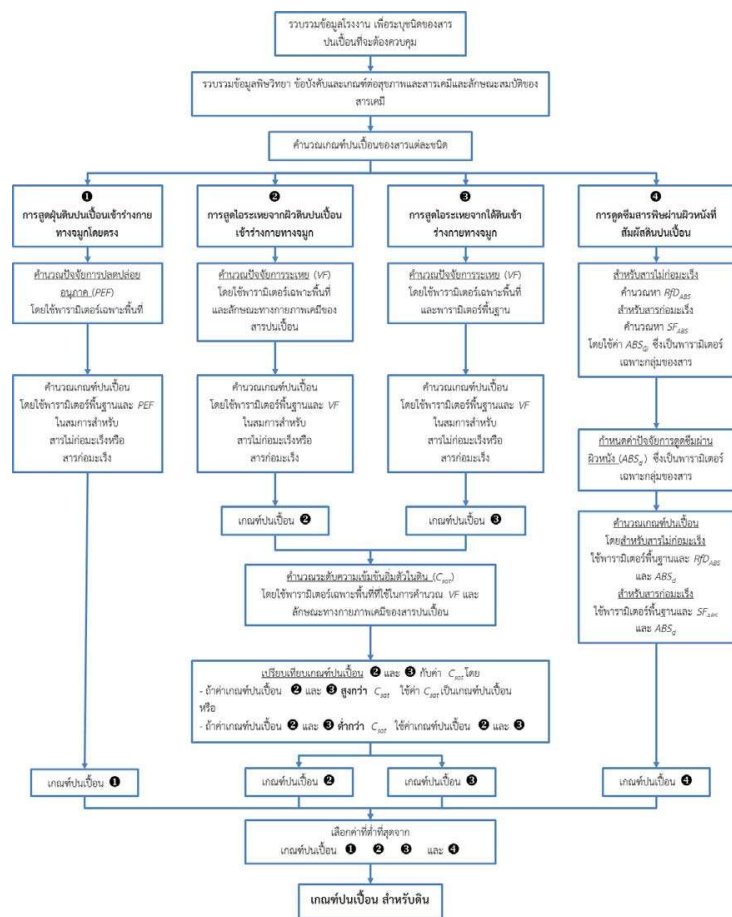 รวบรวมข้อมูลโรงงาน เพื่อระบุชนิดของสาร
ปนเปื้อนที่จะต้องควบคุม
รวบรวมข้อมูลพิษวิทยา ข้อบังคับและเกณฑ์ต่อสุขภาพและสารเคมีและลักษณะสมบัติของ
สารเคมี
คำนวณเกณฑ์ปนเปื้อนของสารแต่ละชนิด
❶
การสูดฝุ่นดินปนเปื้อนเข้าร่างกาย
ทางจมูกโดยตรง
คำนวณปัจจัยการปลดปล่อย
อนุภาค (PEF)
โดยใช้พารามิเตอร์เฉพาะพื้นที่
คำนวณเกณฑ์ปนเปื้อน
โดยใช้พารามิเตอร์พื้นฐานและ PEF
ในสมการสำหรับ
สารไม่ก่อมะเร็งหรือ
สารก่อมะเร็ง
❷
การสูดไอระเหยจากผิวดินปนเปื้อน
เข้าร่างกายทางจมูก
คำนวณปัจจัยการระเหย (VF)
โดยใช้พารามิเตอร์เฉพาะพื้นที่
และลักษณะทางกายภาพเคมีของ
สารปนเปื้อน
คำนวณเกณฑ์ปนเปื้อน
โดยใช้พารามิเตอร์พื้นฐานและ VF
ในสมการสำหรับ
สารไม่ก่อมะเร็งหรือ
สารก่อมะเร็ง
เกณฑ์ปนเปื้อน ❷
❸
การสูดไอระเหยจากใต้ดินเข้า
ร่างกายทางจมูก
คำนวณปัจจัยการระเหย (VF)
โดยใช้พารามิเตอร์เฉพาะพื้นที่
และพารามิเตอร์พื้นฐาน
คำนวณเกณฑ์ปนเปื้อน
โดยใช้พารามิเตอร์พื้นฐานและ VF
ในสมการสำหรับ
สารไม่ก่อมะเร็งหรือ
สารก่อมะเร็ง
เกณฑ์ปนเปื้อน ❸
❹
การดูดซึมสารพิษผ่านผิวหนังที่
สัมผัสดินปนเปื้อน
สำหรับสารไม่ก่อมะเร็ง
คำนวณหา RfD ABS
สำหรับสารก่อมะเร็ง
คำนวณหา SF ABS
โดยใช้ค่า ABS GI ซึ่งเป็นพารามิเตอร์
เฉพาะกลุ่มของสาร
กำหนดค่าปัจจัยการดูดซึมผ่าน
ผิวหนัง (ABS d) ซึ่งเป็นพารามิเตอร์
เฉพาะกลุ่มของสาร
คำนวณเกณฑ์ปนเปื้อน
โดยสำหรับสารไม่ก่อมะเร็ง
ใช้พารามิเตอร์พื้นฐานและ RfD ABS
และ ABS d
สำหรับสารก่อมะเร็ง
ใช้พารามิเตอร์พื้นฐานและ SF ABS
และ ABS d
คำนวณระดับความเข้มข้นอิ่มตัวในดิน (C sat)
โดยใช้พารามิเตอร์เฉพาะพื้นที่ที่ใช้ในการคำนวณ VF และ
ลักษณะทางกายภาพเคมีของสารปนเปื้อน
เปรียบเทียบเกณฑ์ปนเปื้อน ❷ และ ❸ กับค่า C sat โดย
- ถ้าค่าเกณฑ์ปนเปื้อน ❷ และ ❸ สูงกว่า C sat ใช้ค่า C sat เป็นเกณฑ์ปนเปื้อน
หรือ
- ถ้าค่าเกณฑ์ปนเปื้อน ❷ และ ❸ ต่ำกว่า C sat ใช้ค่าเกณฑ์ปนเปื้อน ❷ และ ❸
เกณฑ์ปนเปื้อน ❶
เกณฑ์ปนเปื้อน ❷
เกณฑ์ปนเปื้อน ❸
เกณฑ์ปนเปื้อน ❹
เลือกค่าที่ต่ำที่สุดจาก
เกณฑ์ปนเปื้อน ❶ ❷ ❸ และ ❹
เกณฑ์ปนเปื้อน สำหรับดิน